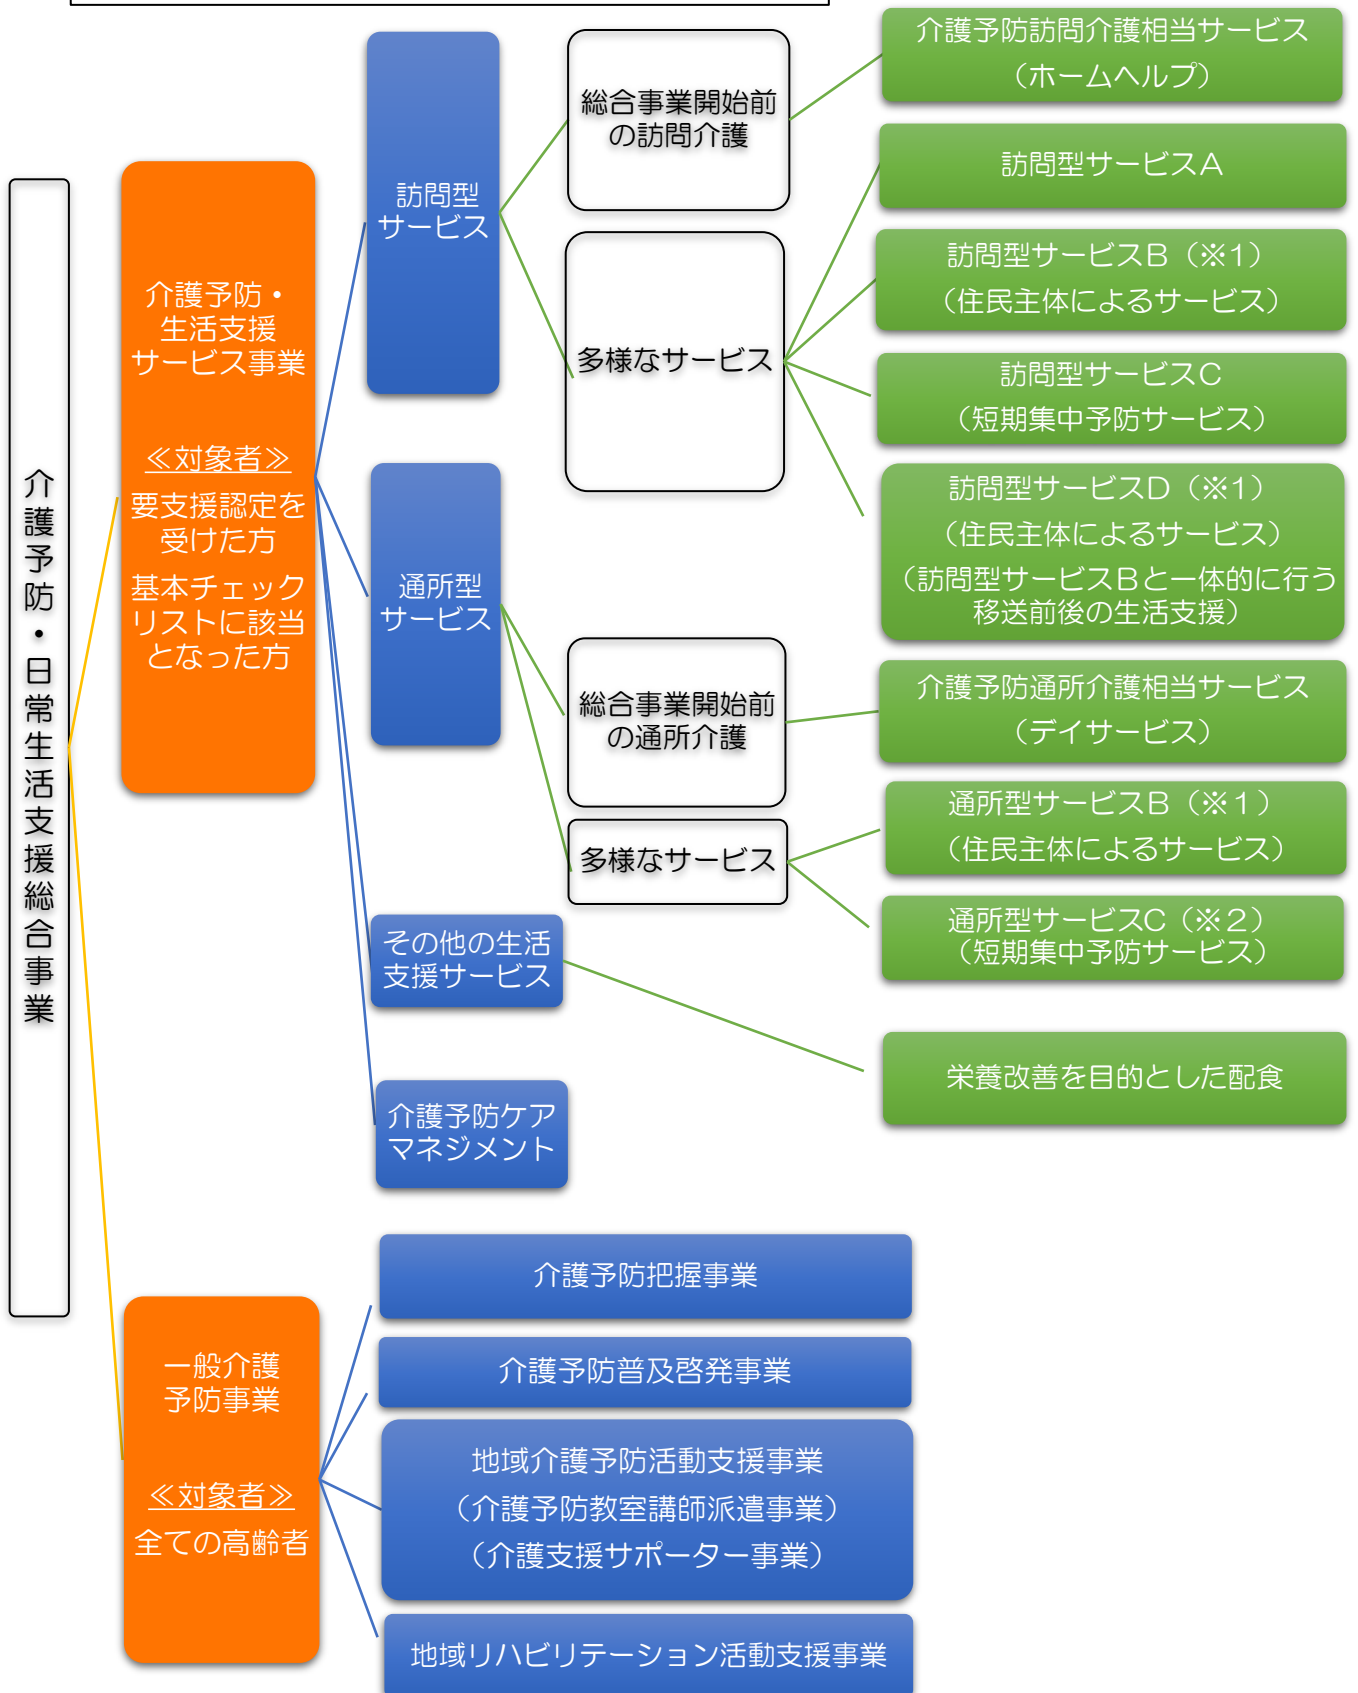 介護予防・日常生活支援総合事業
介護予防・
生活支援
サービス事業
≪対象者≫
要支援認定を
受けた方
基本チェック
リストに該当
となった方
訪問型
サービス
総合事業開始前
の訪問介護
介護予防訪問介護相当サービス
（ホームヘルプ）
多様なサービス
訪問型サービスA
訪問型サービスB（※1）
（住民主体によるサービス）
訪問型サービスC
（短期集中予防サービス）
訪問型サービスD（※1）
（住民主体によるサービス）
（訪問型サービスBと一体的に行う
移送前後の生活支援）
通所型
サービス
総合事業開始前
の通所介護
介護予防通所介護相当サービス
（デイサービス）
多様なサービス
通所型サービスB（※１）
（住民主体によるサービス）
通所型サービスC（※２）
（短期集中予防サービス）
その他の生活
支援サービス
栄養改善を目的とした配食
介護予防ケア
マネジメント
一般介護
予防事業
≪対象者≫
全ての高齢者
介護予防把握事業
介護予防普及啓発事業
地域介護予防活動支援事業
（介護予防教室講師派遣事業）
（介護支援サポーター事業）
地域リハビリテーション活動支援事業